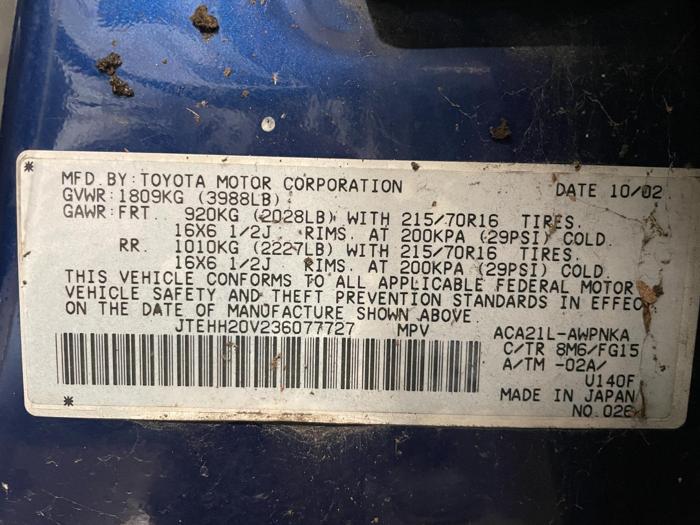 MFD. BY: TOYOTA MOTOR CORPORATION DATE 10/02
GVWR: 1809KG (3988LB)
GAWR: FRT. 920KG (2028LB) WITH 215/70R16 TIRES.
16X6 1/2J RIMS. AT 200KPA (29PSI) COLD.
RR. 1010KG (2227LB) WITH 215/70R16 TIRES.
16X6 1/2J RIMS. AT 200KPA (29PSI) COLD.
THIS VEHICLE CONFORMS TO ALL APPLICABLE FEDERAL MOTOR
VEHICLE SAFETY AND THEFT PREVENTION STANDARDS IN EFFEC
ON THE DATE OF MANUFACTURE SHOWN ABOVE
JTEHH20V236077727 MPV ACA21L-AWPNKA
C/TR 8M6/FG15
A/TM -02A/
U140F
MADE IN JAPAN
NO. 026